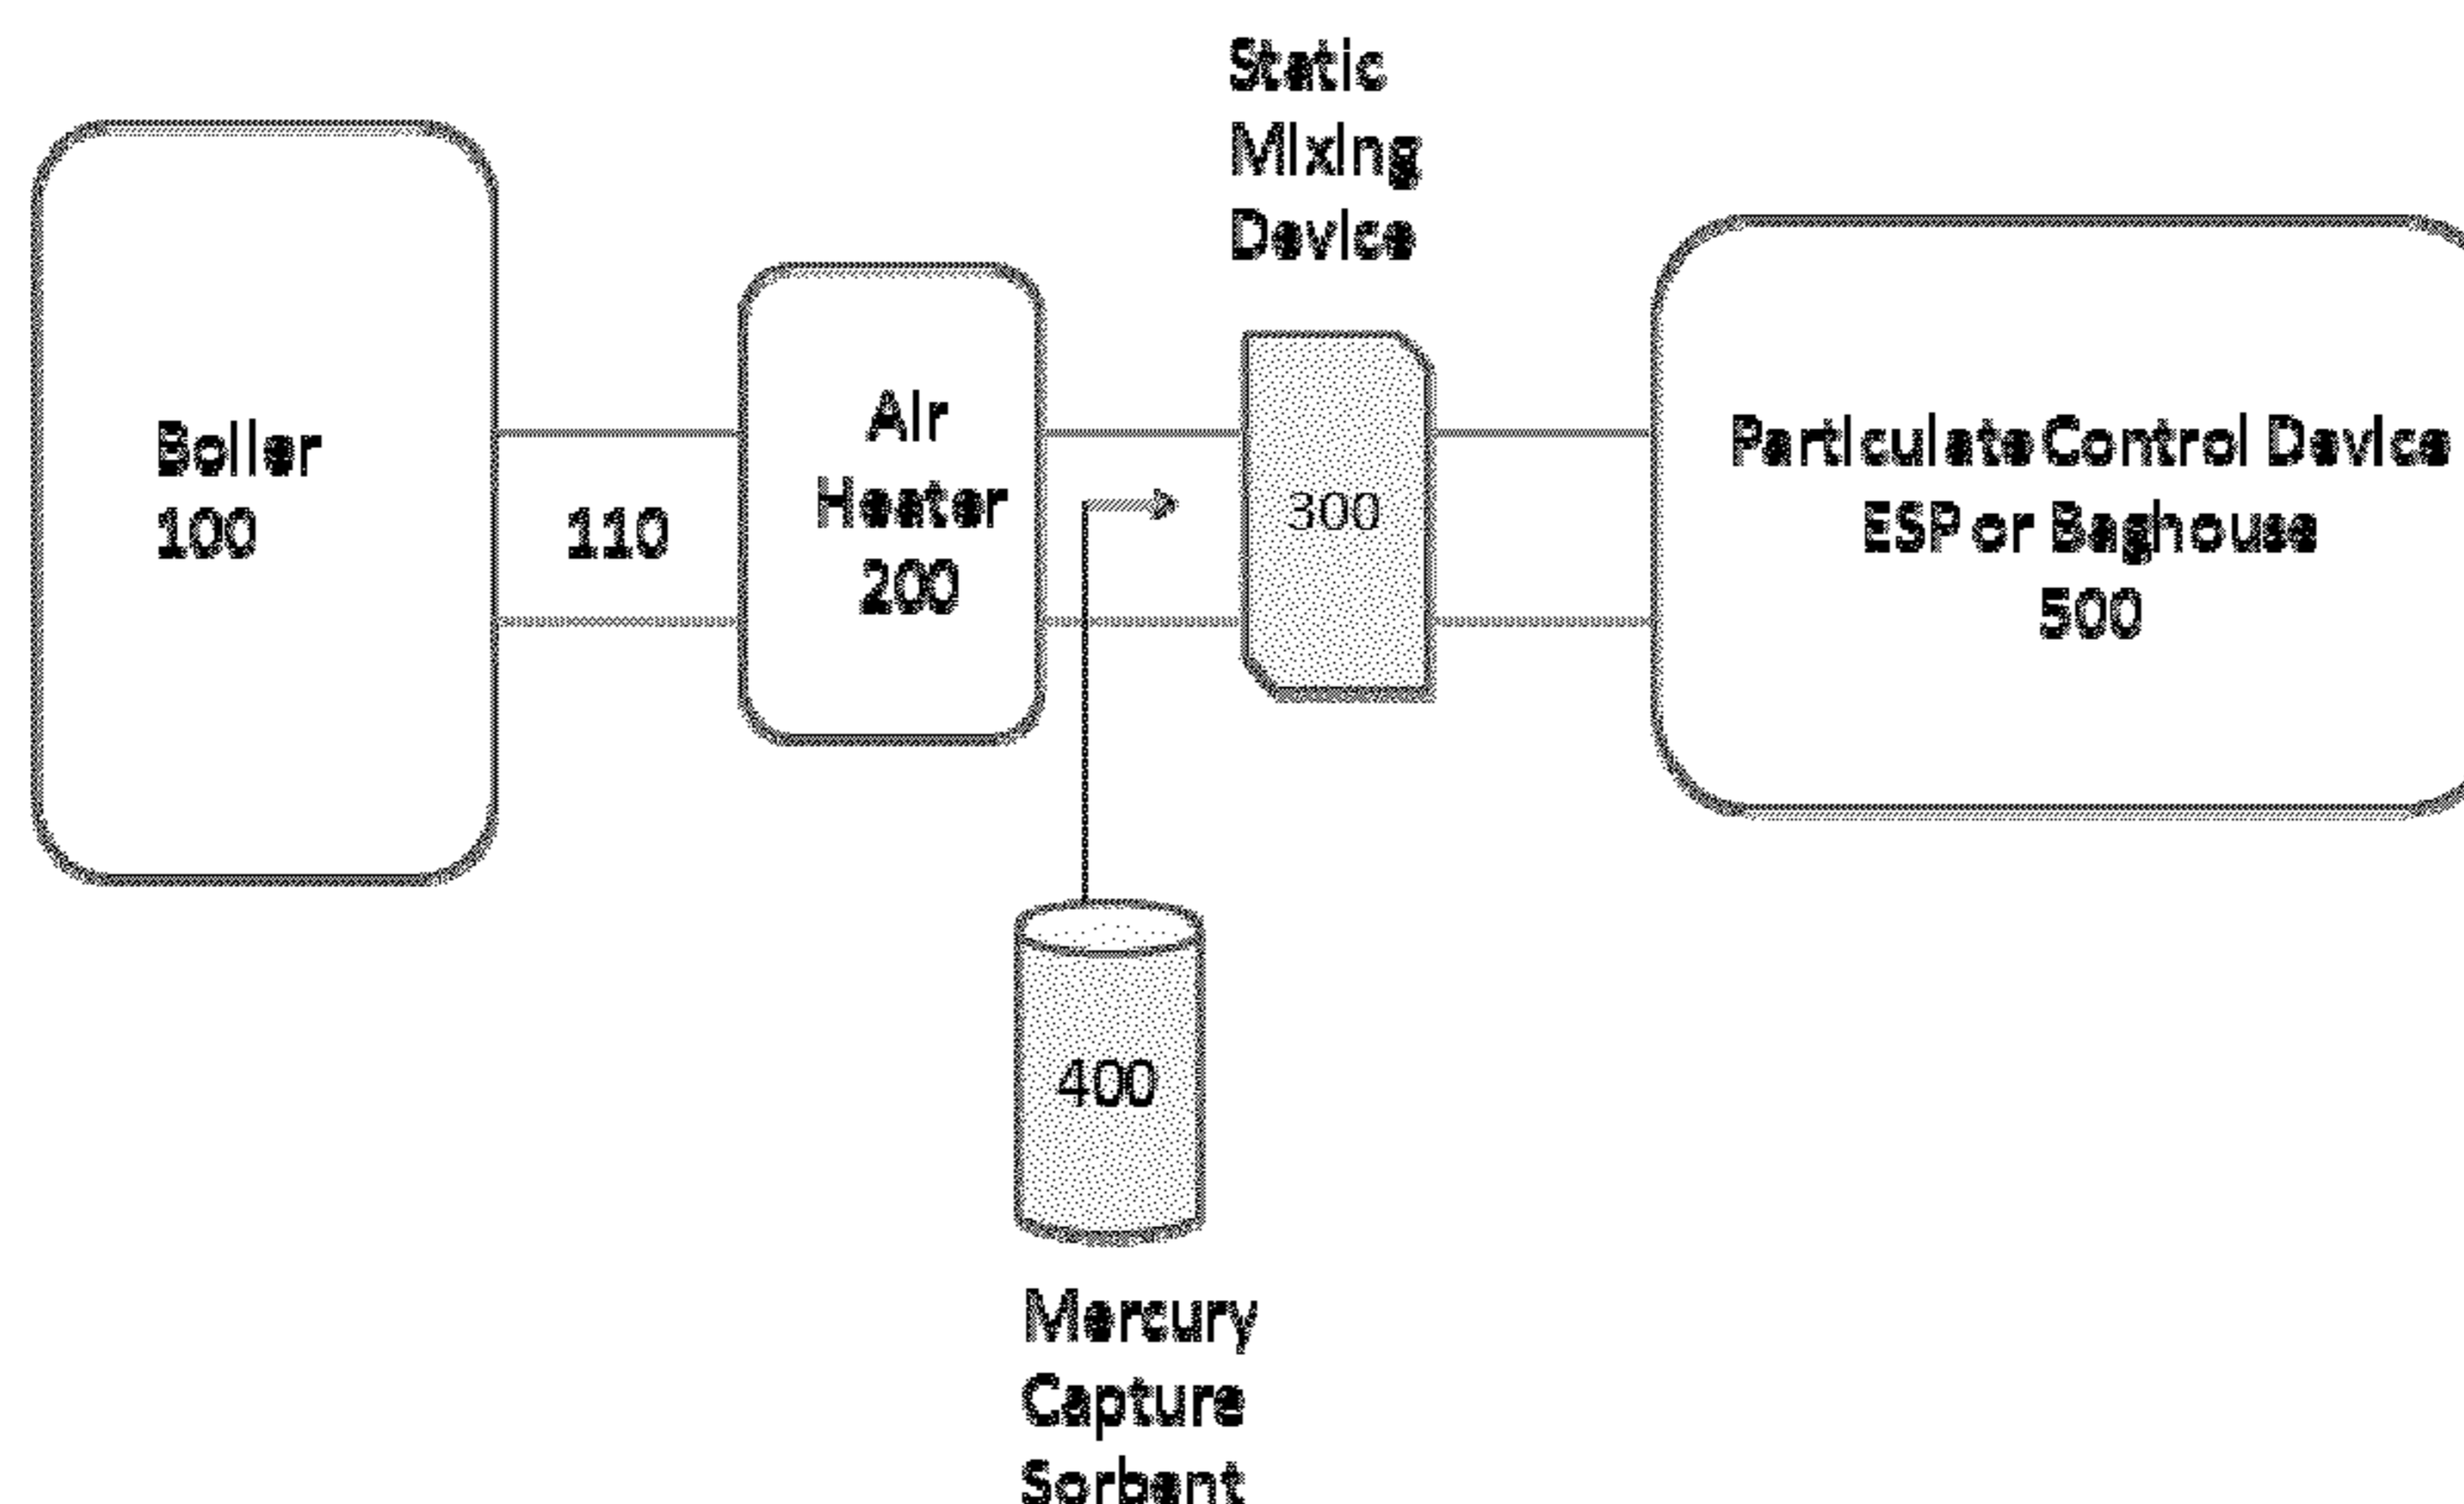 Static
Mixing
Device
Boiler
100
110
Air
Heater
200
300
Particulate Control Device
ESP or Baghouse
500
400
Mercury
Capture
Sorbent